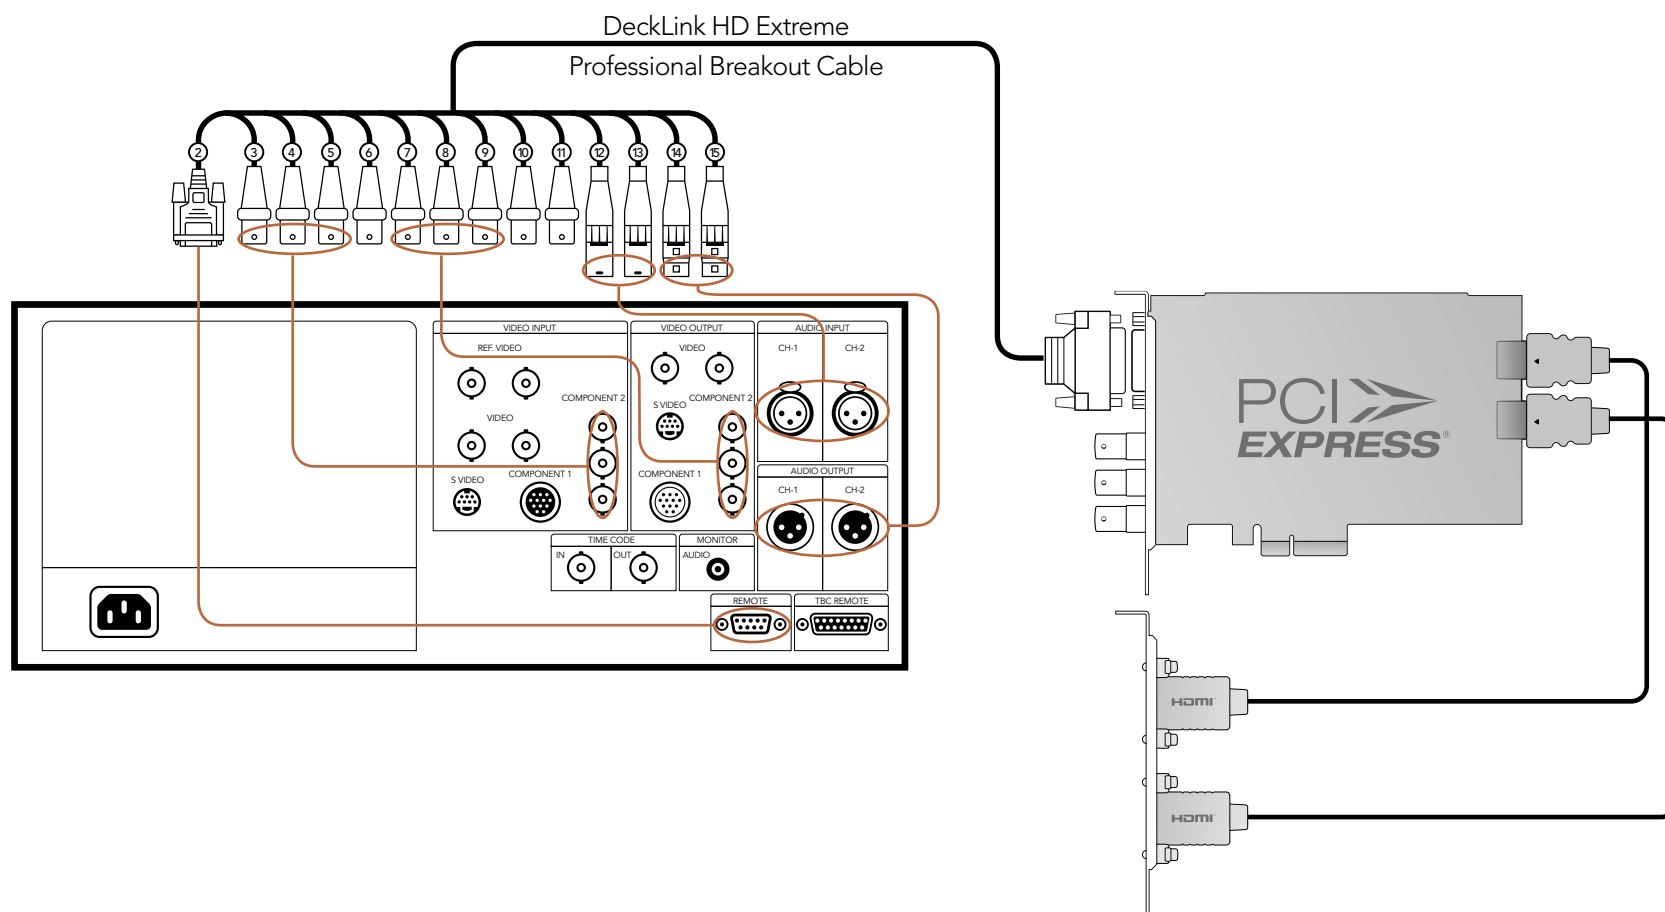 DeckLink HD Extreme
Professional Breakout Cable
2 3 4 5 6 7 8 9 10 11 12 13 14 15
VIDEO INPUT
REF. VIDEO
VIDEO
COMPONENT 2
S VIDEO
COMPONENT 1
VIDEO OUTPUT
VIDEO
S VIDEO
COMPONENT 2
COMPONENT 1
AUDIO INPUT
CH-1 CH-2
AUDIO OUTPUT
CH-1 CH-2
TIME CODE
IN OUT
MONITOR
AUDIO
REMOTE
TBC REMOTE
PCI
EXPRESS®
HDMI
HDMI